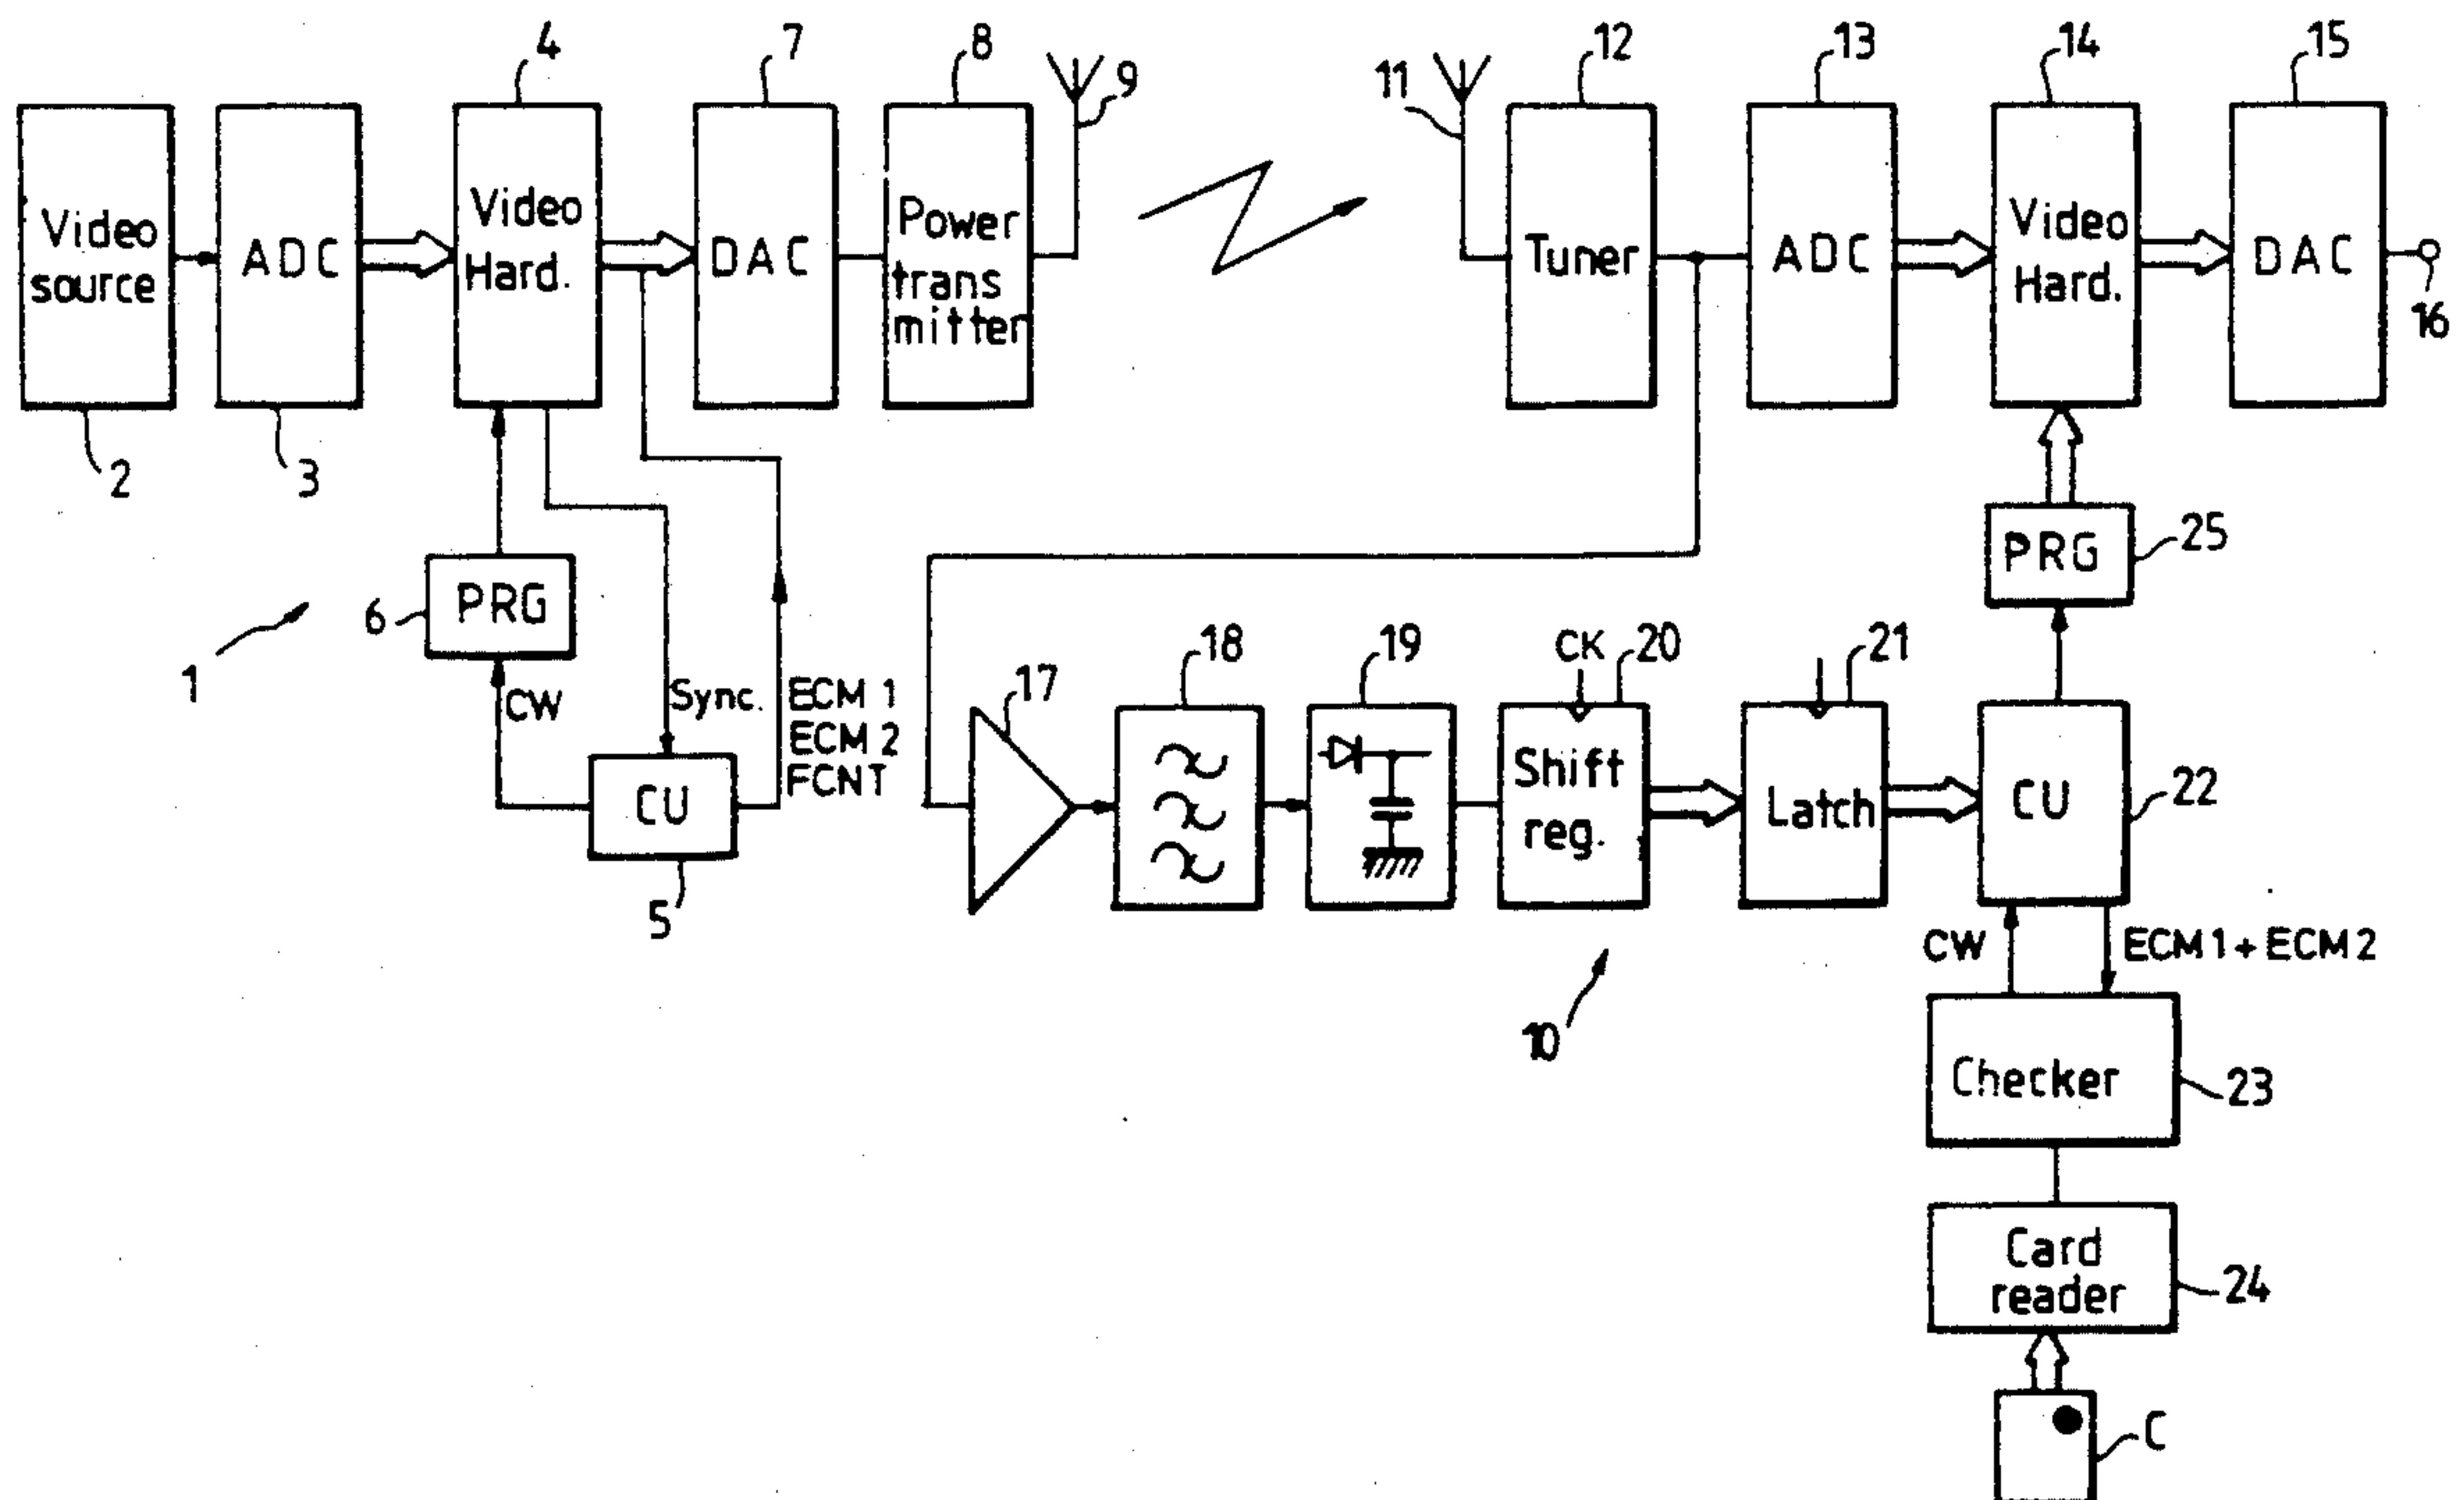 4
7
8
9
11
12
13
14
15
Video
source
ADC
Video
Hard.
DAC
Power
trans
mitter
Tuner
ADC
Video
Hard.
DAC
16
2
3
PRG
6
1
CW
Sync.
ECM 1
ECM 2
FCNT
CU
5
PRG
25
17
18
19
CK
20
21
Shift
reg.
Latch
CU
22
10
CW
ECM 1 + ECM 2
Checker
23
Card
reader
24
C